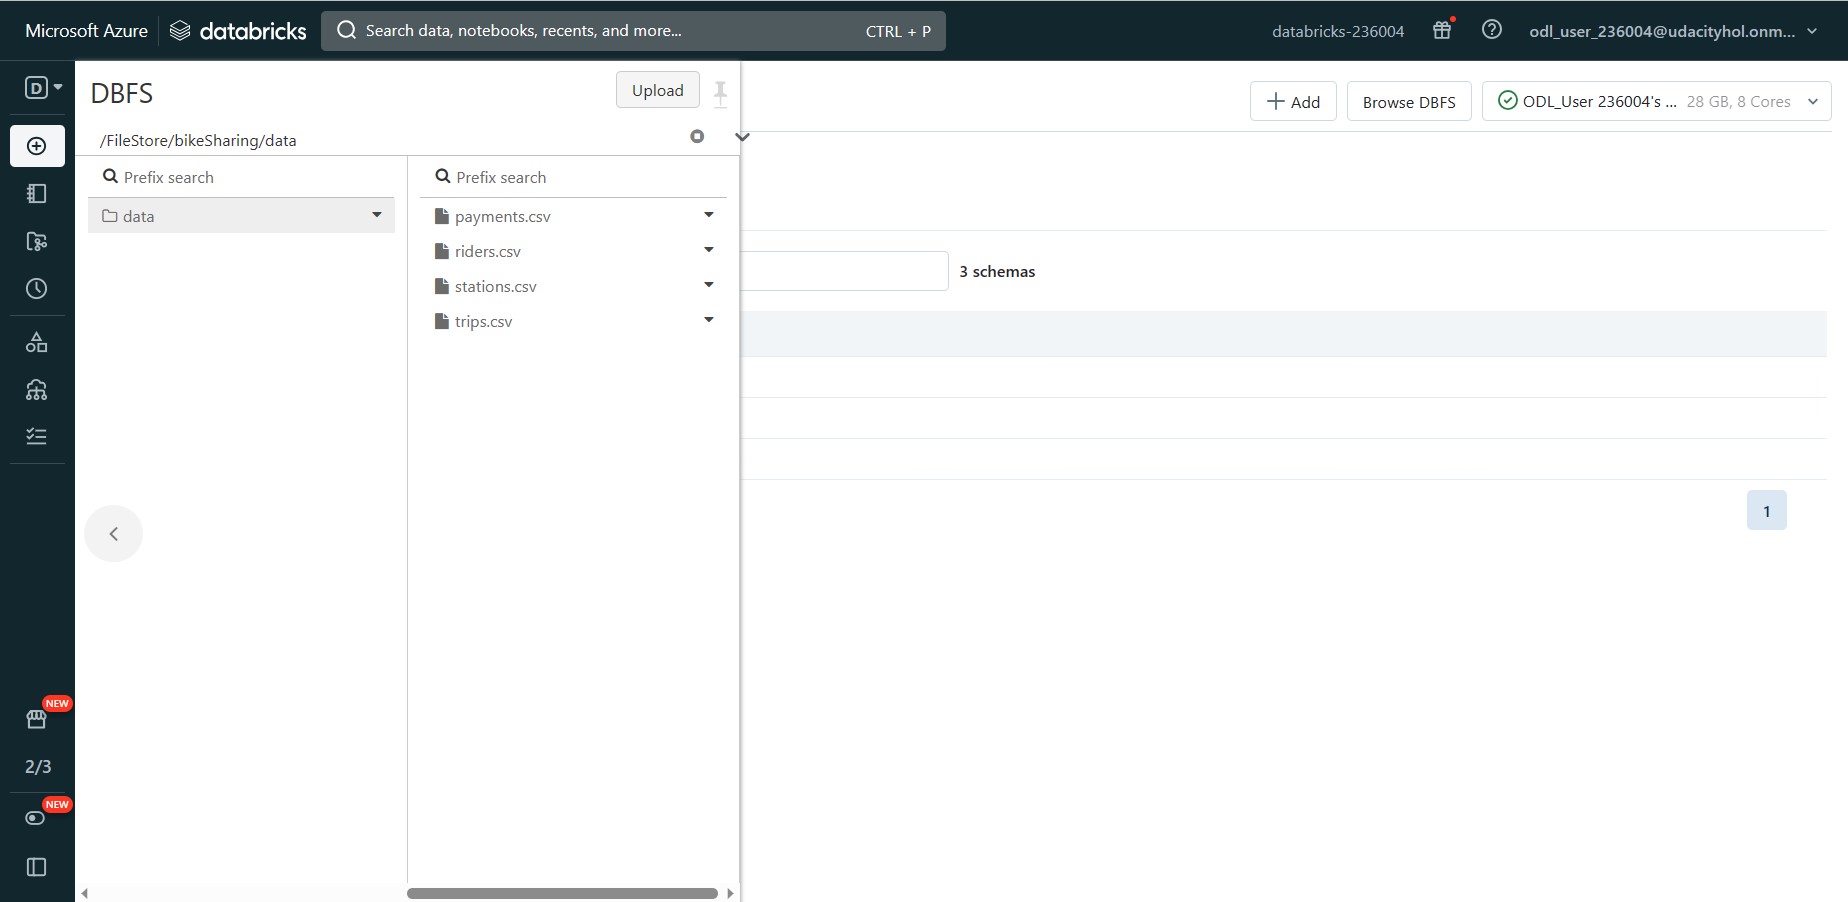 Microsoft Azure
databricks
Search data, notebooks, recents, and more...
CTRL + P
databricks-236004
odl_user_236004@udacityhol.onm...
D
DBFS
Upload
Add
Browse DBFS
ODL_User 236004's ...
28 GB, 8 Cores
/FileStore/bikeSharing/data
Prefix search
Prefix search
data
payments.csv
riders.csv
stations.csv
trips.csv
3 schemas
1
NEW
2/3
NEW